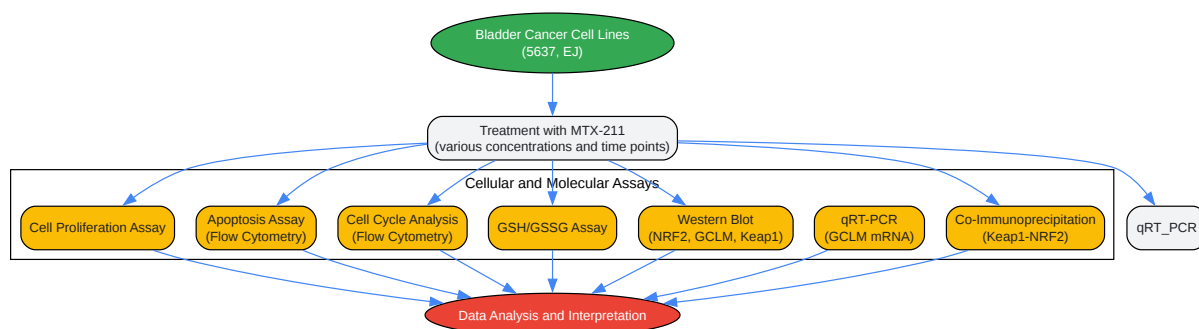 Bladder Cancer Cell Lines
(5637, EJ)
Treatment with MTX-211
(various concentrations and time points)
Cellular and Molecular Assays
Cell Proliferation Assay
Apoptosis Assay
(Flow Cytometry)
Cell Cycle Analysis
(Flow Cytometry)
GSH/GSSG Assay
Western Blot
(NRF2, GCLM, Keap1)
qRT-PCR
(GCLM mRNA)
Co-Immunoprecipitation
(Keap1-NRF2)
qRT_PCR
Data Analysis and Interpretation